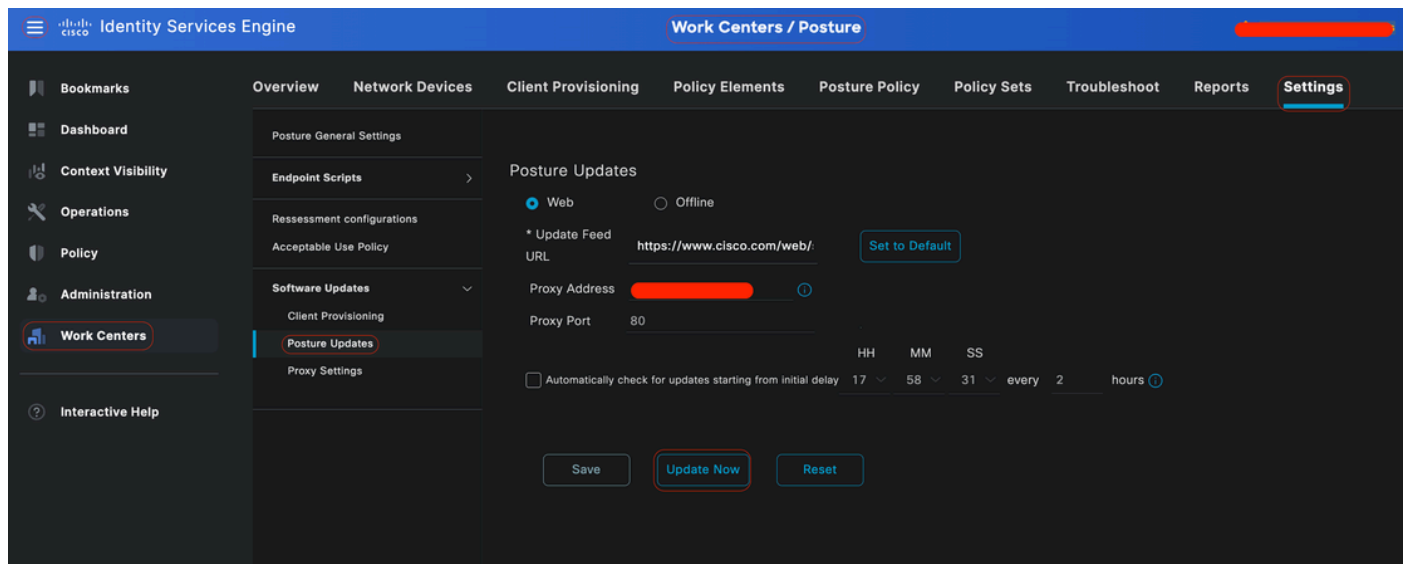 cisco Identity Services Engine
Work Centers / Posture
Bookmarks
Dashboard
Context Visibility
Operations
Policy
Administration
Work Centers
Interactive Help
Overview Network Devices Client Provisioning Policy Elements Posture Policy Policy Sets Troubleshoot Reports Settings
Posture General Settings
Endpoint Scripts
Ressessment configurations
Acceptable Use Policy
Software Updates
Client Provisioning
Posture Updates
Proxy Settings
Posture Updates
Web Offline
* Update Feed
URL
https://www.cisco.com/web/
Set to Default
Proxy Address
Proxy Port 80
HH MM SS
Automatically check for updates starting from initial delay 17 58 31 every 2 hours
Save Update Now Reset